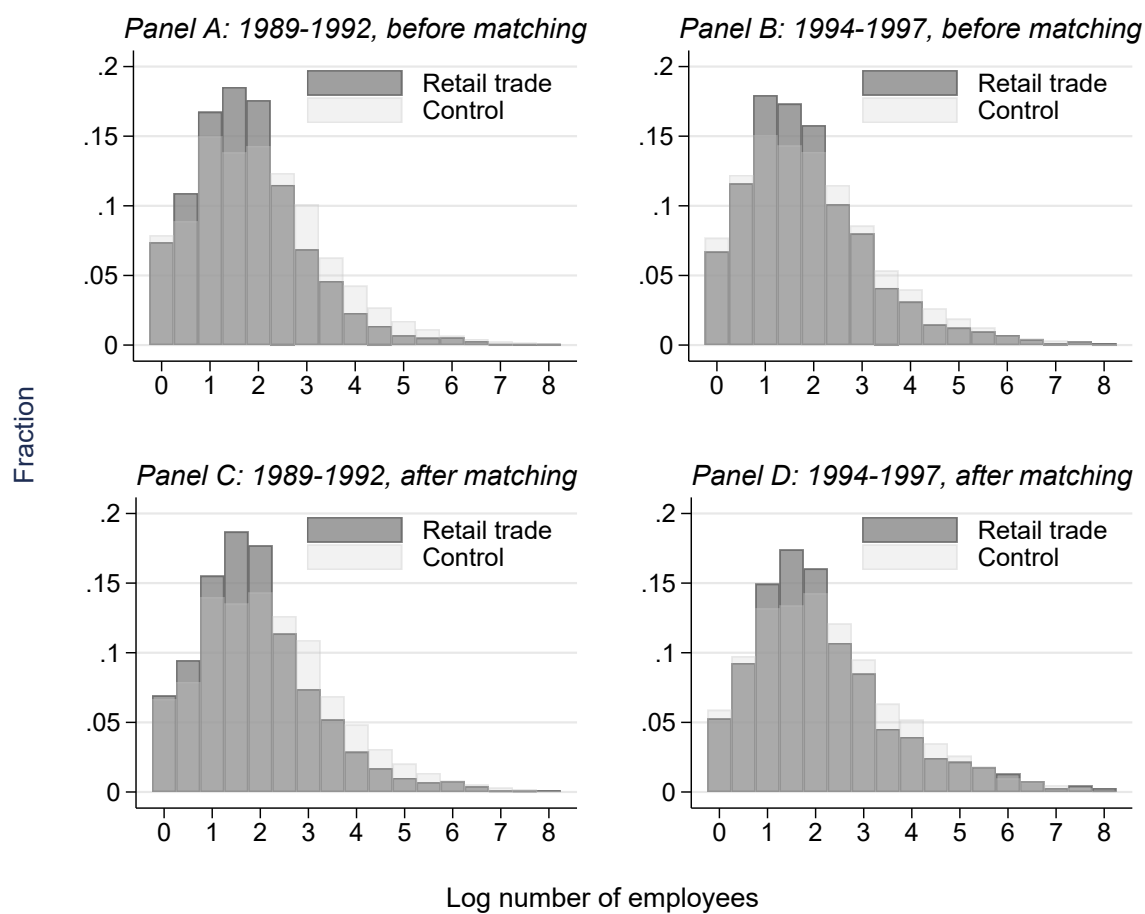 Panel A: 1989-1992, before matching
.2
.15
.1
.05
0
Retail trade
Control
0 1 2 3 4 5 6 7 8
Panel B: 1994-1997, before matching
.2
.15
.1
.05
0
Retail trade
Control
0 1 2 3 4 5 6 7 8
Fraction
Panel C: 1989-1992, after matching
.2
.15
.1
.05
0
Retail trade
Control
0 1 2 3 4 5 6 7 8
Panel D: 1994-1997, after matching
.2
.15
.1
.05
0
Retail trade
Control
0 1 2 3 4 5 6 7 8
Log number of employees